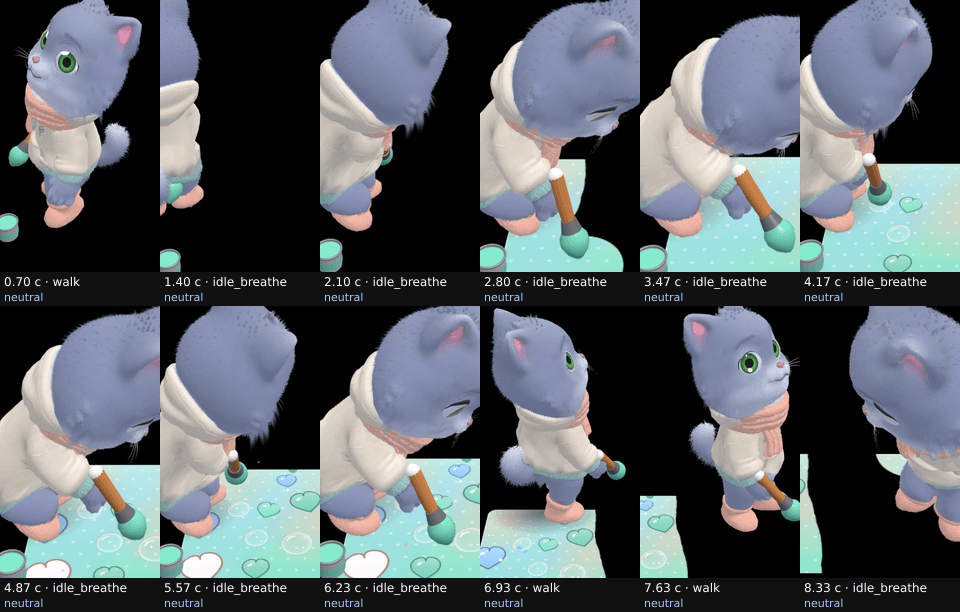 0.70 с · walk
neutral
1.40 с · idle_breathe
neutral
2.10 с · idle_breathe
neutral
2.80 с · idle_breathe
neutral
3.47 с · idle_breathe
neutral
4.17 с · idle_breathe
neutral
4.87 с · idle_breathe
neutral
5.57 с · idle_breathe
neutral
6.23 с · idle_breathe
neutral
6.93 с · walk
neutral
7.63 с · walk
neutral
8.33 с · idle_breathe
neutral